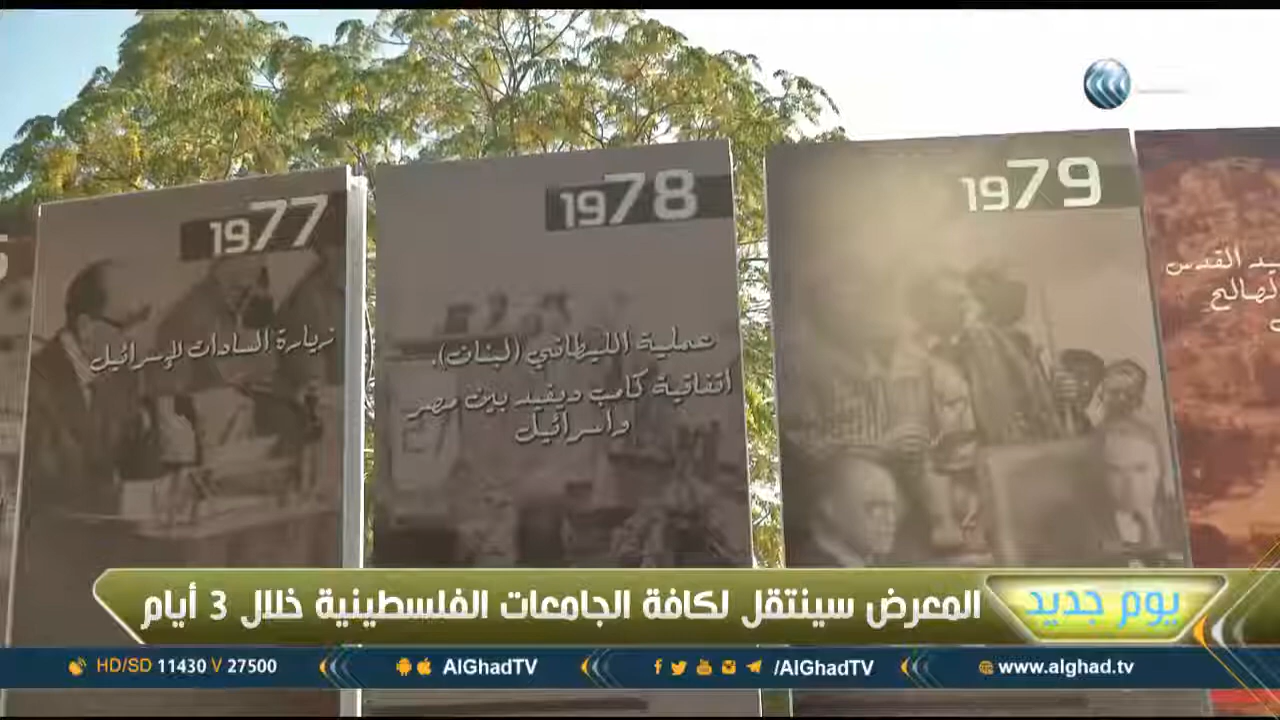 1977
زيارة السادات لإسرائيل
1978
عملية الليطاني (لبنان).
اتفاقية كامب ديفيد بين مصر
وإسرائيل
1979
القدس
يوم جديد
المعرض سينتقل لكافة الجامعات الفلسطينية خلال 3 أيام
HD/SD 11430 V 27500
AlGhadTV
/AlGhadTV
www.alghad.tv